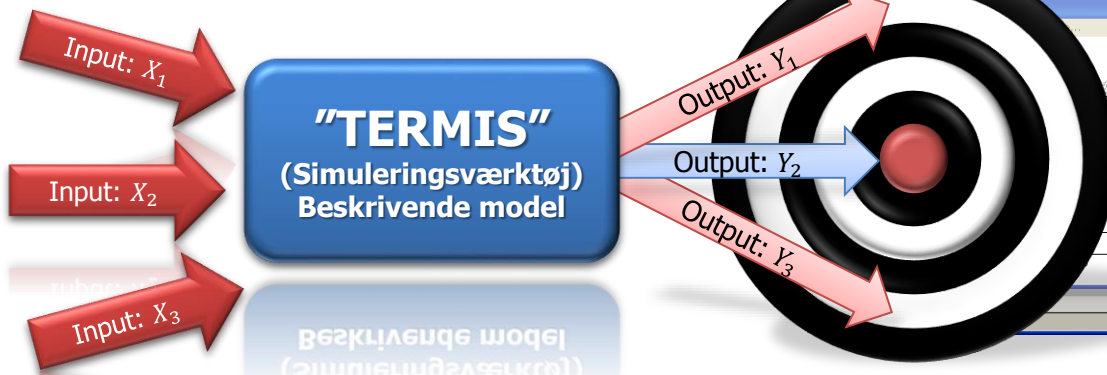 Input: X₁
Input: X₂
Input: X₃
"TERMIS"
(Simuleringsværktøj)
Beskrivende model
Output: Y₁
Output: Y₂
Output: Y₃